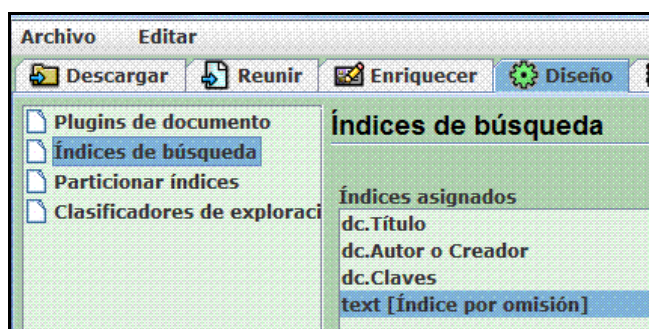 Archivo Editar
Descargar Reunir Enriquecer Diseño
Plugins de documento
Índices de búsqueda
Particionar índices
Clasificadores de exploraci
Índices de búsqueda
Índices asignados
dc.Título
dc.Autor o Creador
dc.Claves
text [Índice por omisión]